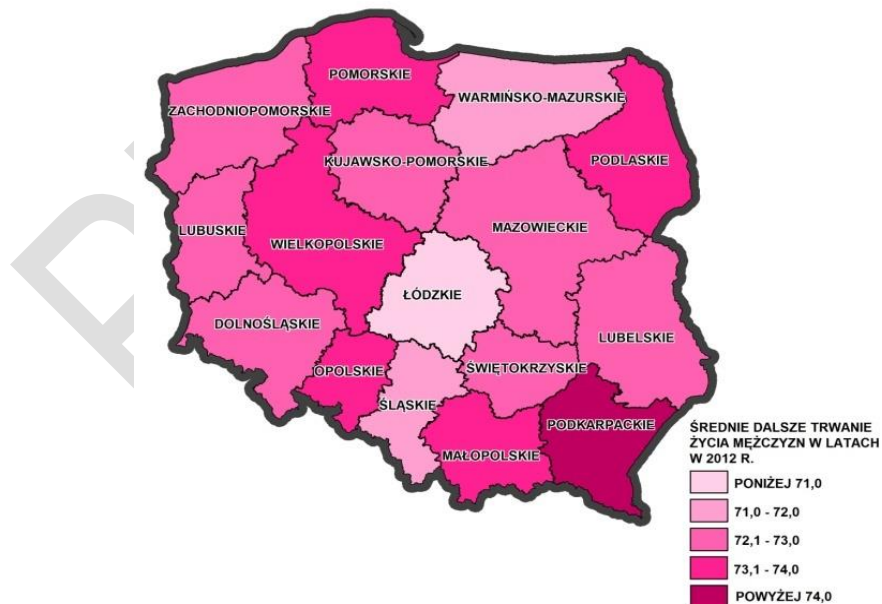 POMORSKIE
WARMIŃSKO-MAZURSKIE
ZACHODNIOPOMORSKIE
KUJAWSKO-POMORSKIE
PODLASKIE
LUBUSKIE
WIELKOPOLSKIE
MAZOWIECKIE
ŁÓDZKIE
DOLNOŚLĄSKIE
LUBELSKIE
OPOLSKIE
ŚWIĘTOKRZYSKIE
ŚLĄSKIE
PODKARPACKIE
MAŁOPOLSKIE
ŚREDNIE DALSZE TRWANIE
ŻYCIA MĘŻCZYZN W LATACH
W 2012 R.
PONIŻEJ 71,0
71,0 - 72,0
72,1 - 73,0
73,1 - 74,0
POWYŻEJ 74,0